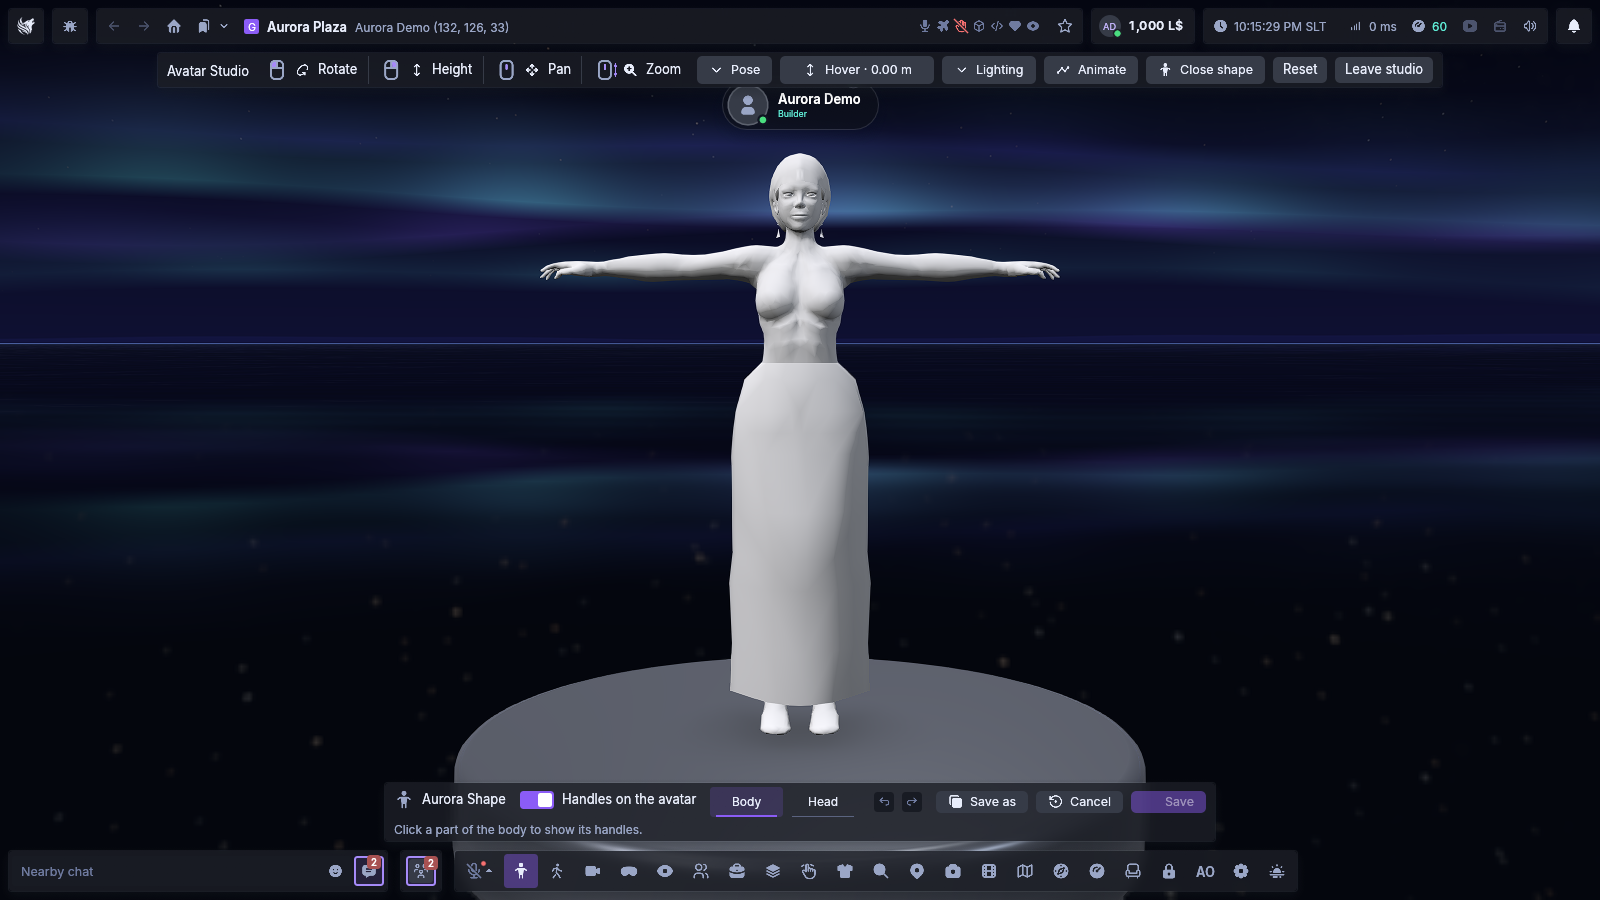 G Aurora Plaza Aurora Demo (132, 126, 33)
AD 1,000 L$
10:15:29 PM SLT 0 ms 60
Avatar Studio Rotate Height Pan Zoom Pose Hover · 0.00 m Lighting Animate Close shape Reset Leave studio
Aurora Demo
Builder
Aurora Shape Handles on the avatar Body Head Save as Cancel Save
Click a part of the body to show its handles.
Nearby chat 2 2 AO